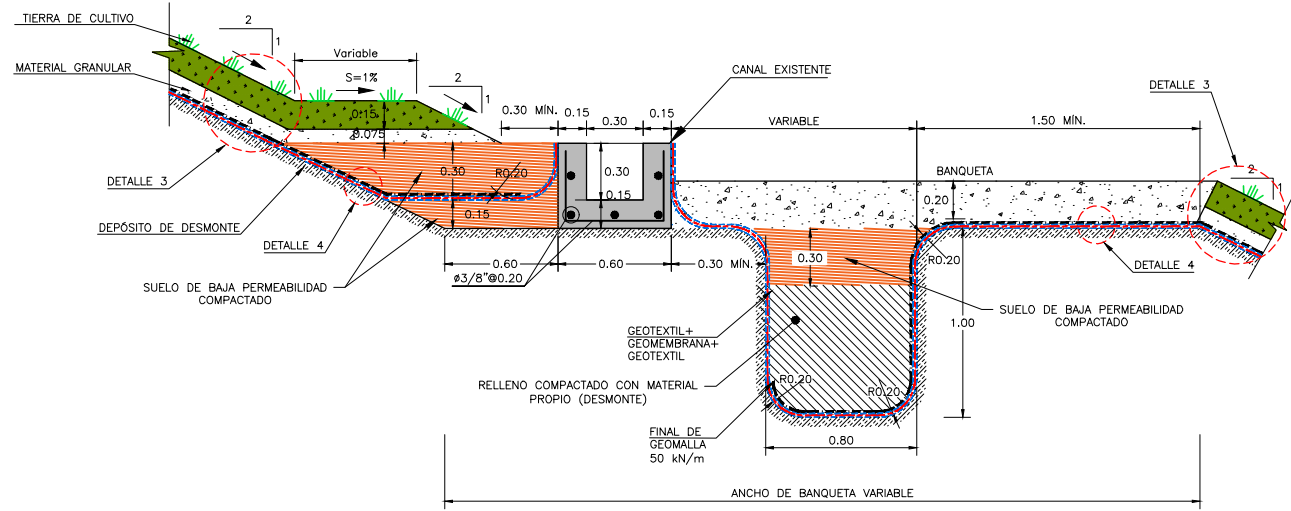 TIERRA DE CULTIVO
2
1
Variable
S=1%
2
1
MATERIAL GRANULAR
CANAL EXISTENTE
DETALLE 3
0.15
0.075
0.30 MÍN.
0.15
0.30
0.15
VARIABLE
1.50 MÍN.
DETALLE 3
0.30
R0.20
0.30
0.15
0.15
BANQUETA
0.20
2
1
DEPÓSITO DE DESMONTE
DETALLE 4
0.60
0.60
0.30 MÍN.
ø3/8"@0.20
0.30
R0.20
DETALLE 4
SUELO DE BAJA PERMEABILIDAD
COMPACTADO
SUELO DE BAJA PERMEABILIDAD
COMPACTADO
1.00
GEOTEXTIL+
GEOMEMBRANA+
GEOTEXTIL
RELLENO COMPACTADO CON MATERIAL
PROPIO (DESMONTE)
R0.20
R0.20
FINAL DE
GEOMALLA
50 kN/m
0.80
ANCHO DE BANQUETA VARIABLE